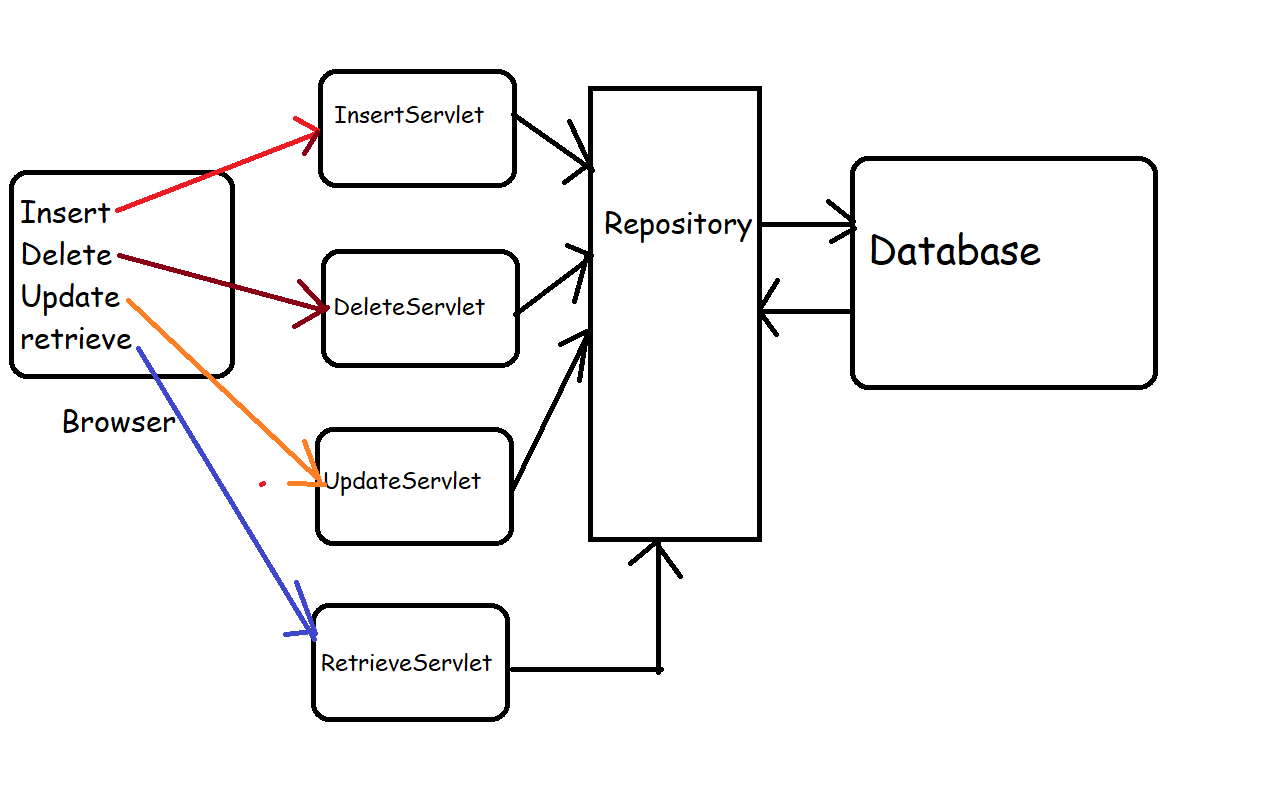 Insert
Delete
Update
retrieve
Browser
InsertServlet
DeleteServlet
UpdateServlet
RetrieveServlet
Repository
Database